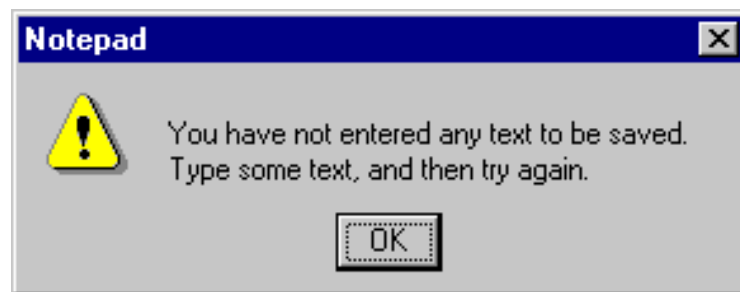 Notepad
You have not entered any text to be saved.
Type some text, and then try again.
OK